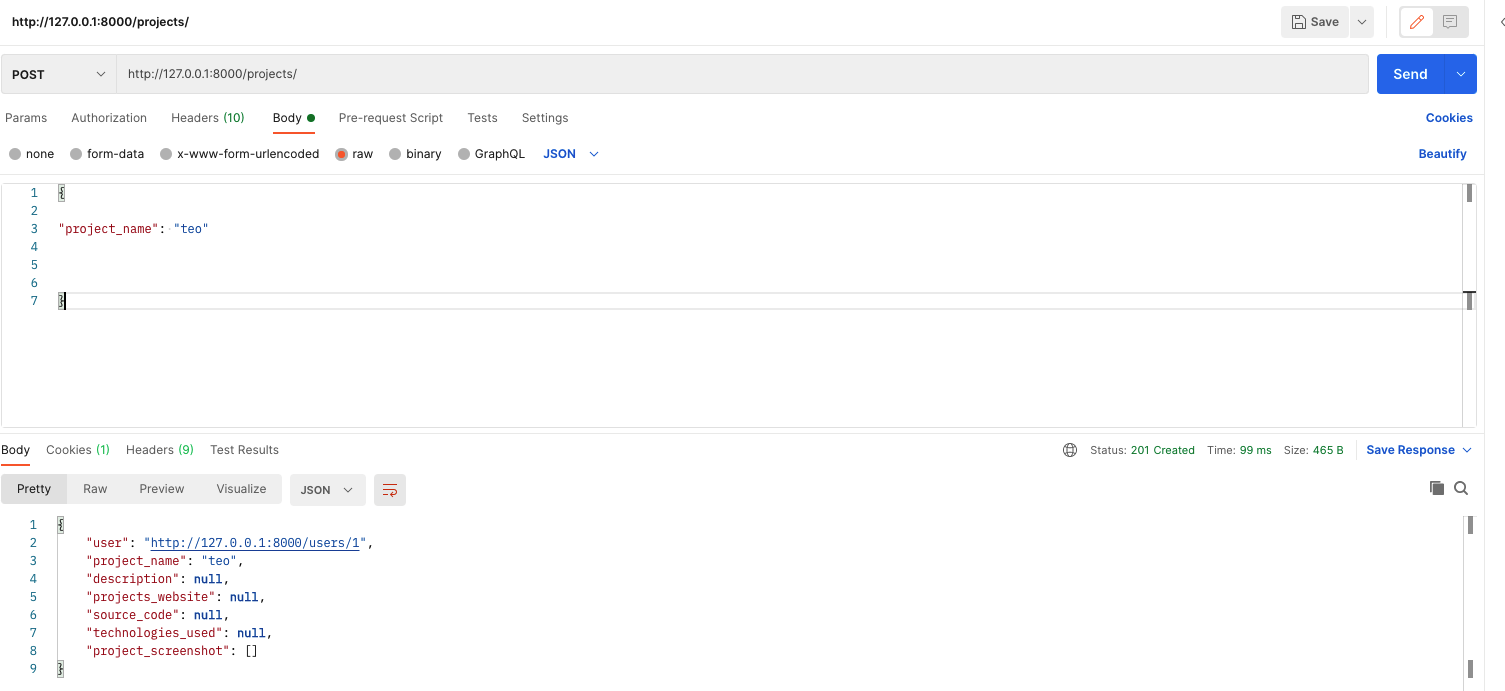 http://127.0.0.1:8000/projects/
Save
POST
http://127.0.0.1:8000/projects/
Send
Params Authorization Headers (10) Body Pre-request Script Tests Settings Cookies
none form-data x-www-form-urlencoded raw binary GraphQL JSON Beautify
1 {
2
3 "project_name": "teo"
4
5
6
7 }
Body Cookies (1) Headers (9) Test Results Status: 201 Created Time: 99 ms Size: 465 B Save Response
Pretty Raw Preview Visualize JSON
1 {
2 "user": "http://127.0.0.1:8000/users/1",
3 "project_name": "teo",
4 "description": null,
5 "projects_website": null,
6 "source_code": null,
7 "technologies_used": null,
8 "project_screenshot": []
9 }